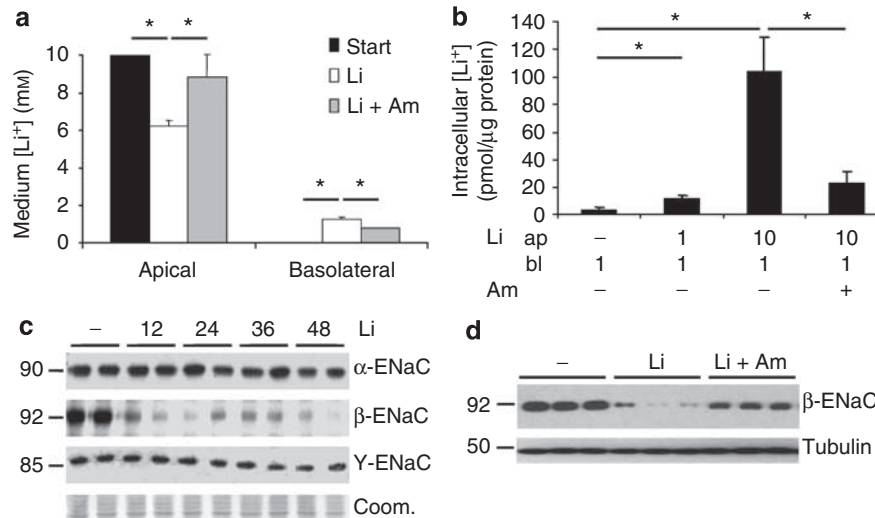 a
* * 
Medium [Li⁺] (mM)
10
8
6
4
2
0
Start
Li
Li + Am
* *
Apical Basolateral
b
* *
*
Intracellular [Li⁺]
(pmol/μg protein)
140
120
100
80
60
40
20
0
Li ap – 1 10 10
bl 1 1 1 1
Am – – – +
c
– 12 24 36 48 Li
90 α-ENaC
92 β-ENaC
85 Y-ENaC
Coom.
d
– Li Li + Am
92 β-ENaC
50 Tubulin